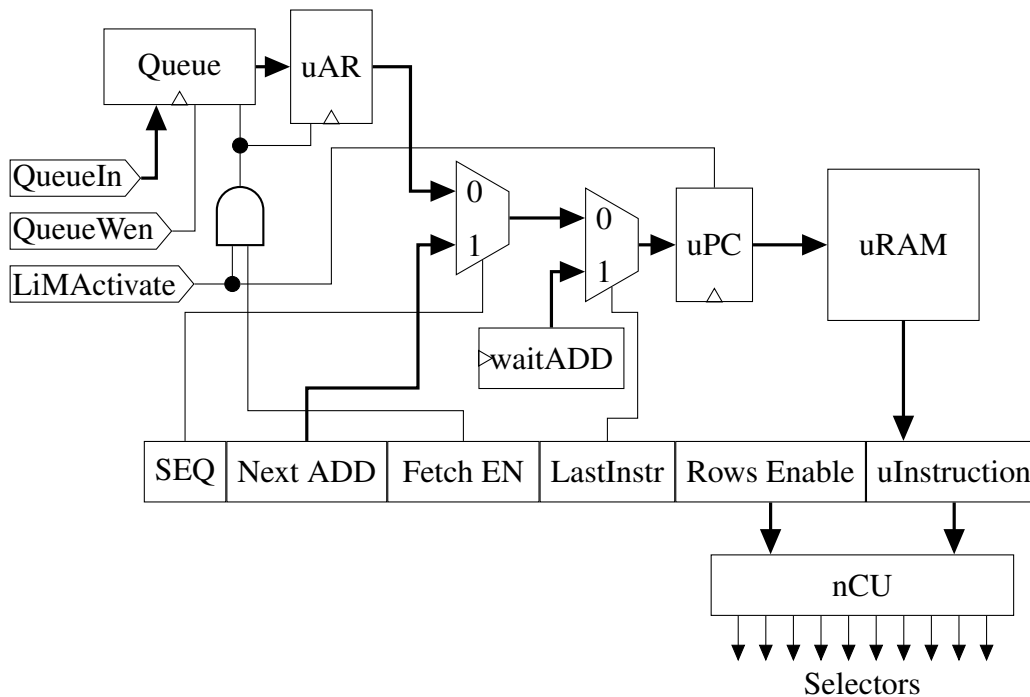 Queue
uAR
QueueIn
QueueWen
LiMActivate
0
1
0
1
uPC
uRAM
waitADD
SEQ
Next ADD
Fetch EN
LastInstr
Rows Enable
uInstruction
nCU
Selectors